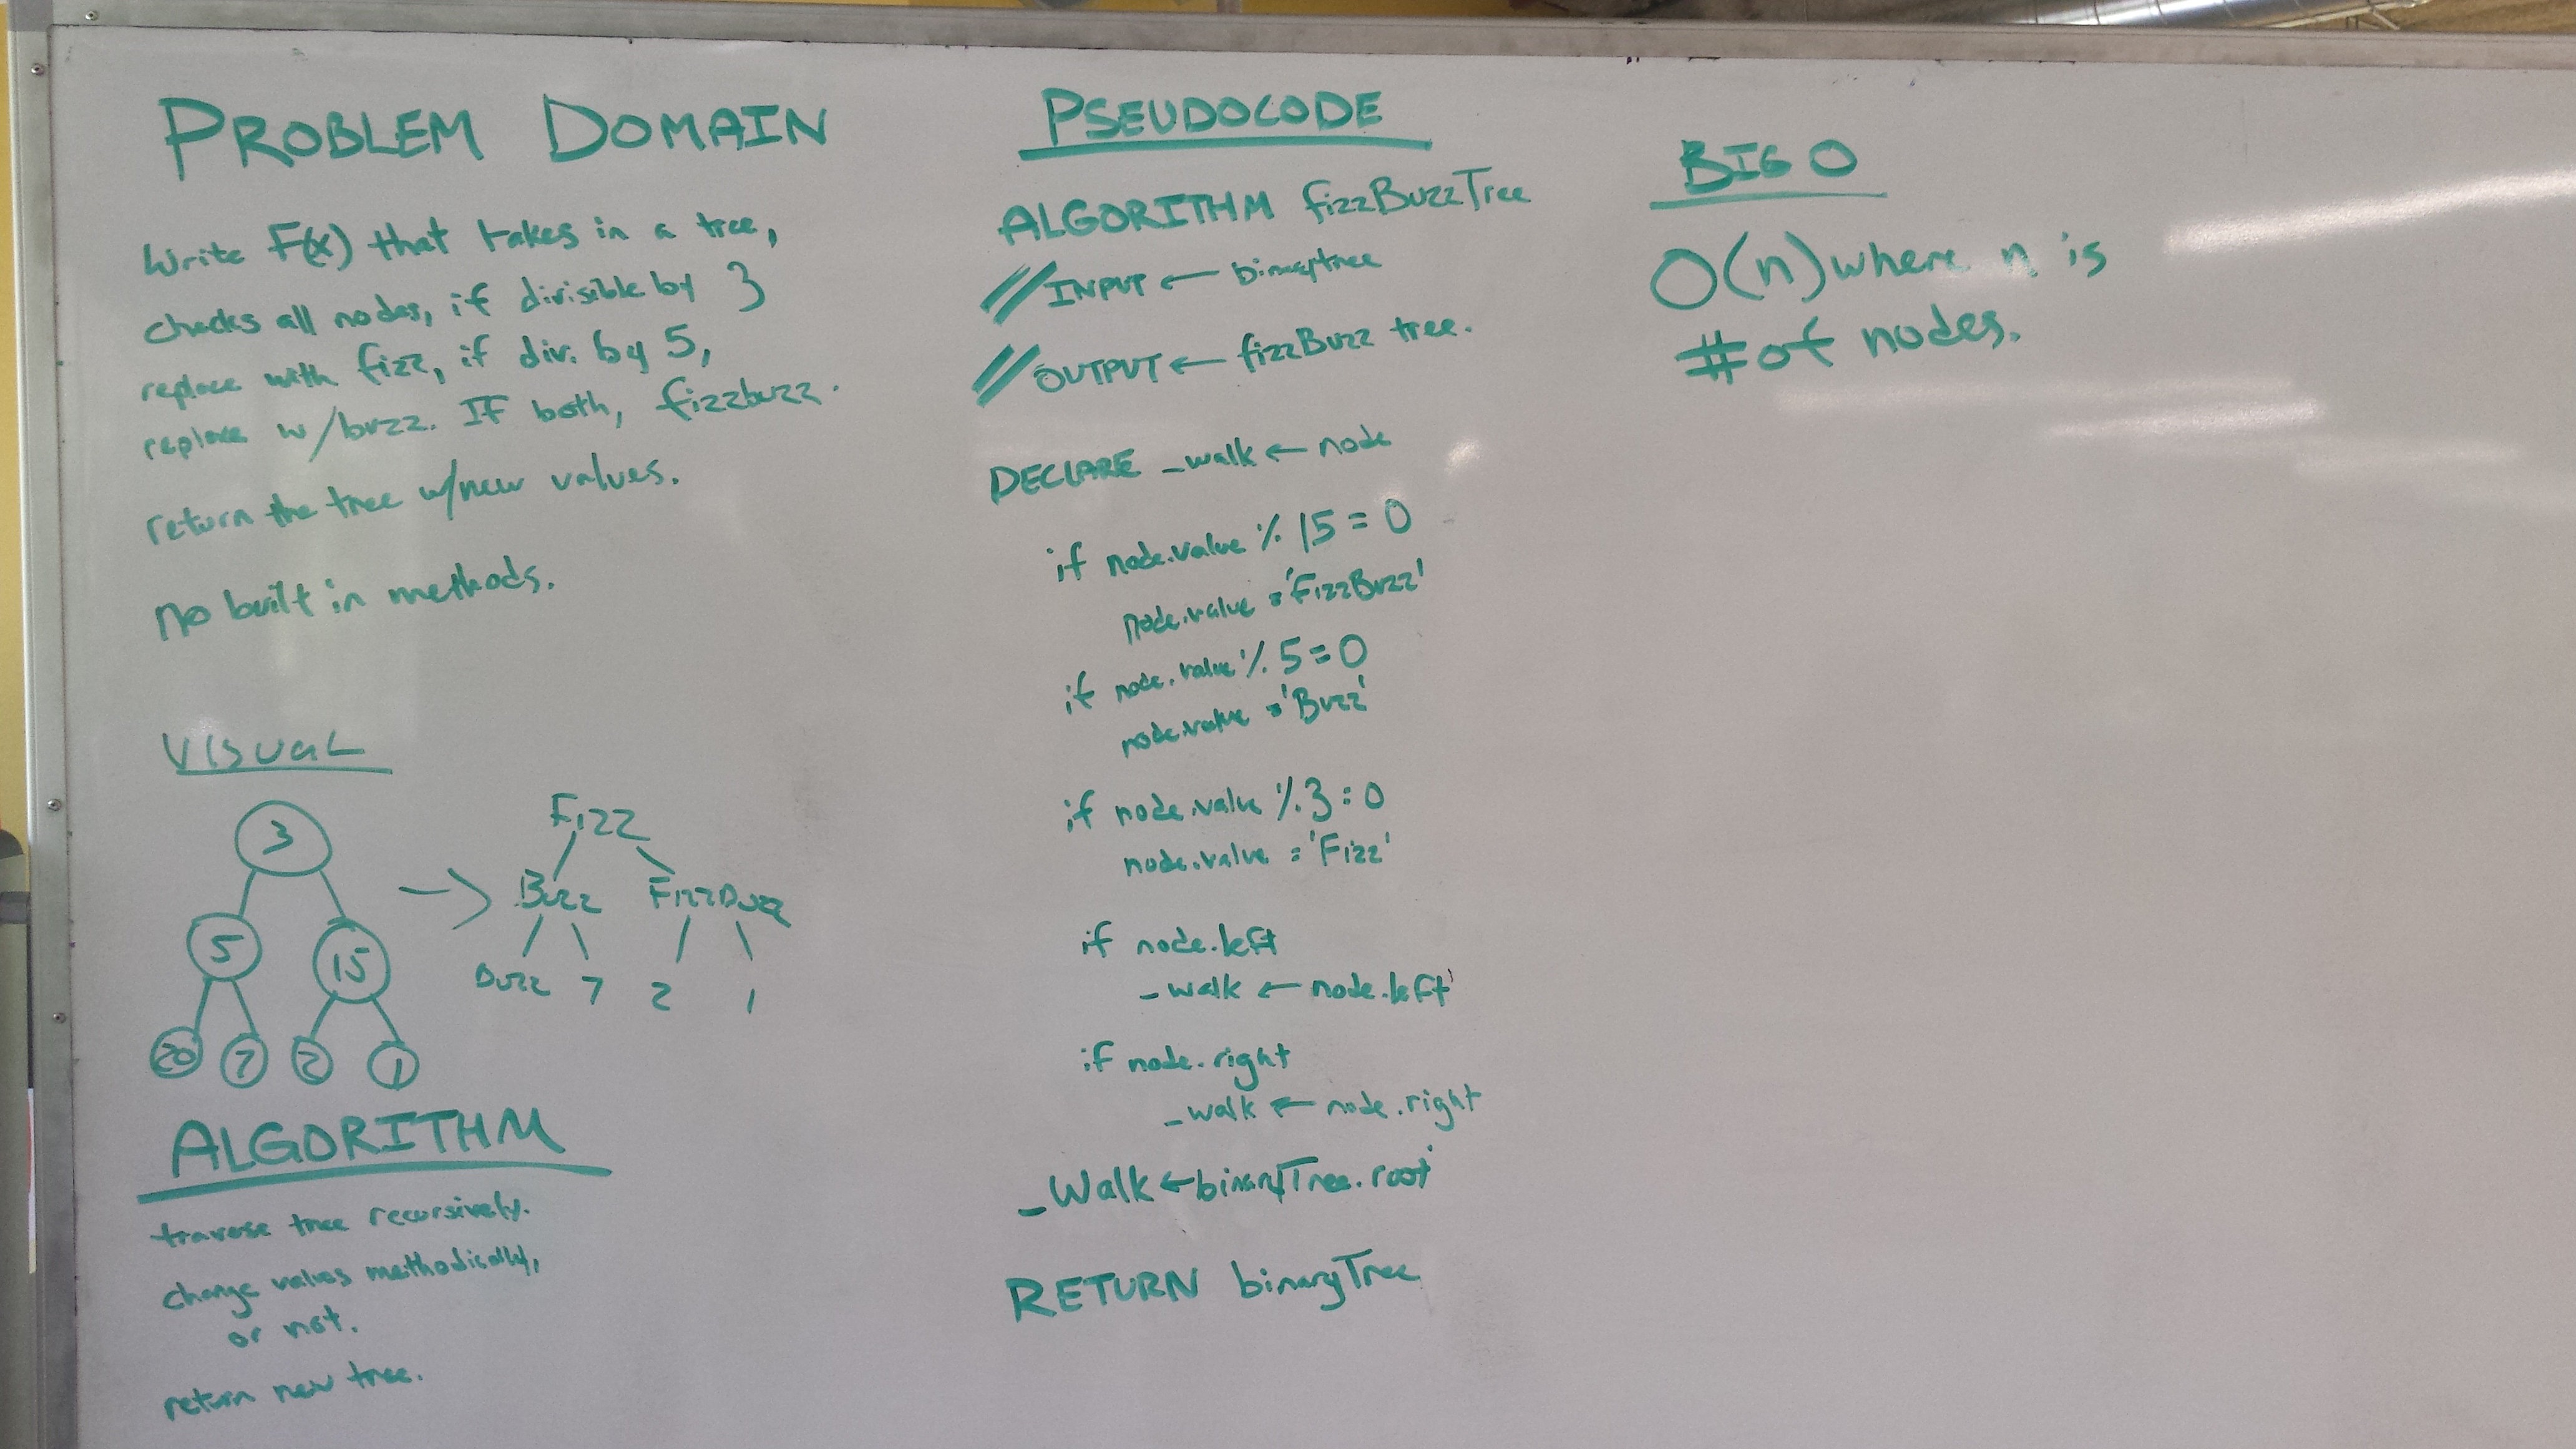 PROBLEM DOMAIN
Write F(x) that takes in a tree,
checks all nodes, if divisible by 3
replace with fizz, if div. by 5,
replace w/buzz. IF both, fizzbuzz.
return the tree w/new values.
no built in methods.
VISUAL
3
5 15
20 7 2 1
Fizz
Buzz FizzBuzz
Buzz 7 2 1
ALGORITHM
traverse tree recursively.
change values methodically,
or not.
return new tree.
PSEUDOCODE
ALGORITHM fizzBuzzTree
// INPUT ← binarytree
// OUTPUT ← fizzBuzz tree.
DECLARE _walk ← node
if node.value % 15 = 0
node.value = 'FizzBuzz'
if node.value % 5 = 0
node.value = 'Buzz'
if node.value % 3 = 0
node.value = 'Fizz'
if node.left
_walk ← node.left
if node.right
_walk ← node.right
_Walk ← binaryTree.root
RETURN binaryTree
BIG O
O(n) where n is
# of nodes.